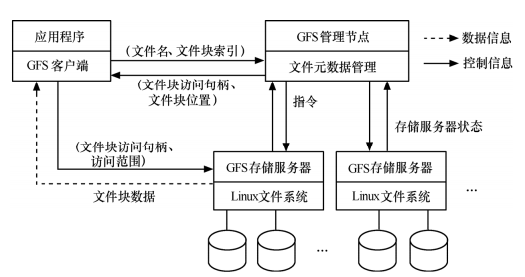 应用程序
GFS 客户端
(文件名、文件块索引)
(文件块访问句柄、
文件块位置)
GFS管理节点
文件元数据管理
数据信息
控制信息
指令
存储服务器状态
(文件块访问句柄、
访问范围)
文件块数据
GFS存储服务器
Linux文件系统
...
GFS存储服务器
Linux文件系统
...